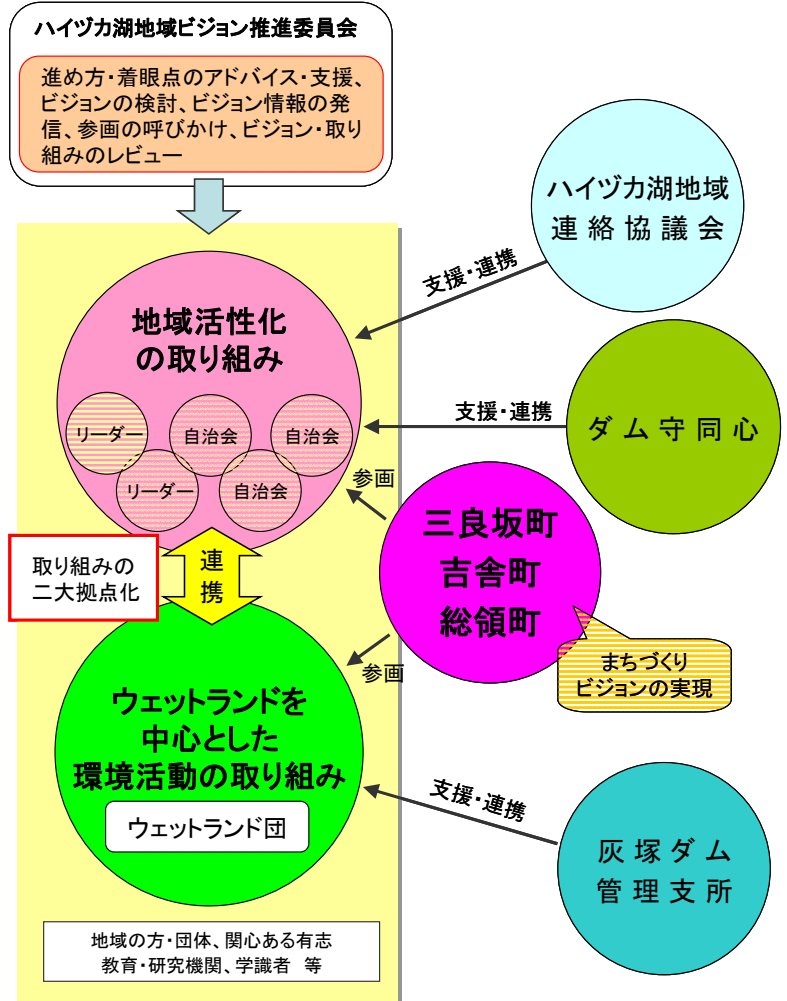 ハイヅカ湖地域ビジョン推進委員会
進め方・着眼点のアドバイス・支援、
ビジョンの検討、ビジョン情報の発
信、参画の呼びかけ、ビジョン・取り
組みのレビュー
ハイヅカ湖地域
連絡協議会
支援・連携
地域活性化
の取り組み
支援・連携
ダム守同心
リーダー
自治会
自治会
リーダー
自治会
参画
三良坂町
吉舎町
総領町
取り組みの
二大拠点化
連
携
参画
まちづくり
ビジョンの実現
ウェットランドを
中心とした
環境活動の取り組み
ウェットランド団
支援・連携
灰塚ダム
管理支所
地域の方・団体、関心ある有志
教育・研究機関、学識者 等